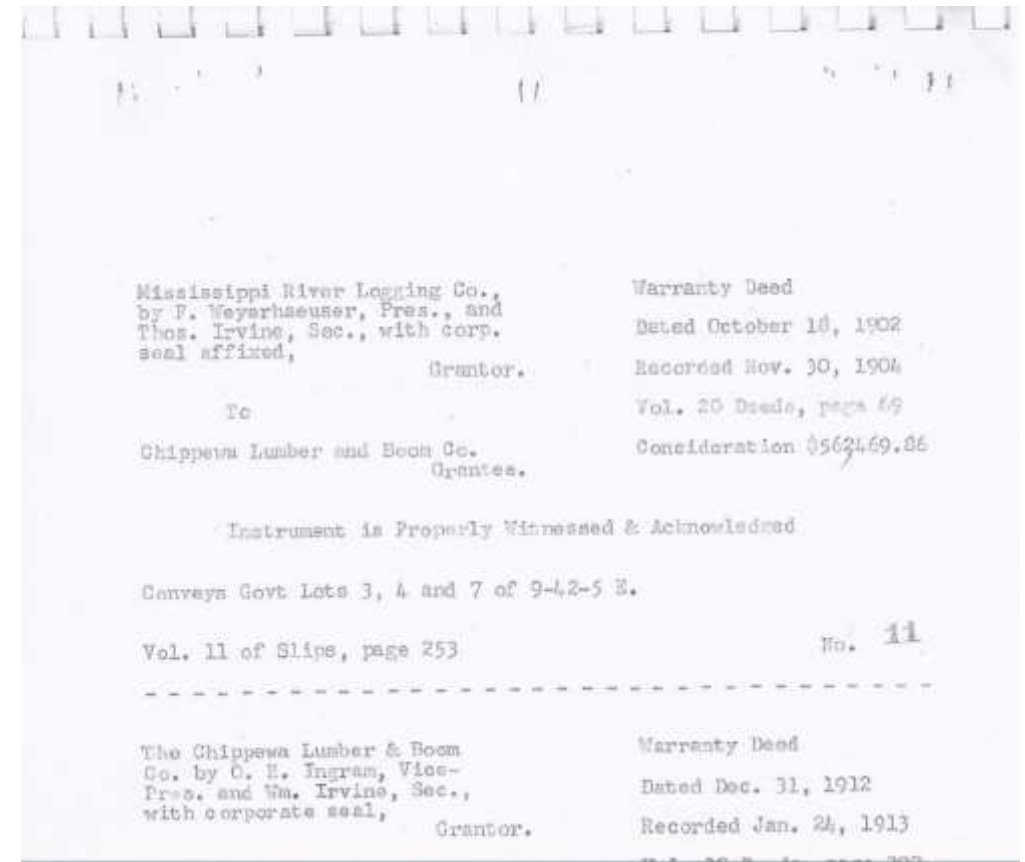 Mississippi River Logging Co.,
by F. Weyerhaeuser, Pres., and
Thos. Irvine, Sec., with corp.
seal affixed,
Grantor.
To
Chippewa Lumber and Boom Co.
Grantee.
Warranty Deed
Dated October 18, 1902
Recorded Nov. 30, 1904
Vol. 20 Deeds, page 69
Consideration $563469.86
Instrument is Properly Witnessed & Acknowledged
Conveys Govt Lots 3, 4 and 7 of 9-42-5 E.
Vol. 11 of Slips, page 253
No. 11
The Chippewa Lumber & Boom
Co. by O. H. Ingram, Vice-
Pres. and Wm. Irvine, Sec.,
with corporate seal,
Grantor.
Warranty Deed
Dated Dec. 31, 1912
Recorded Jan. 24, 1913